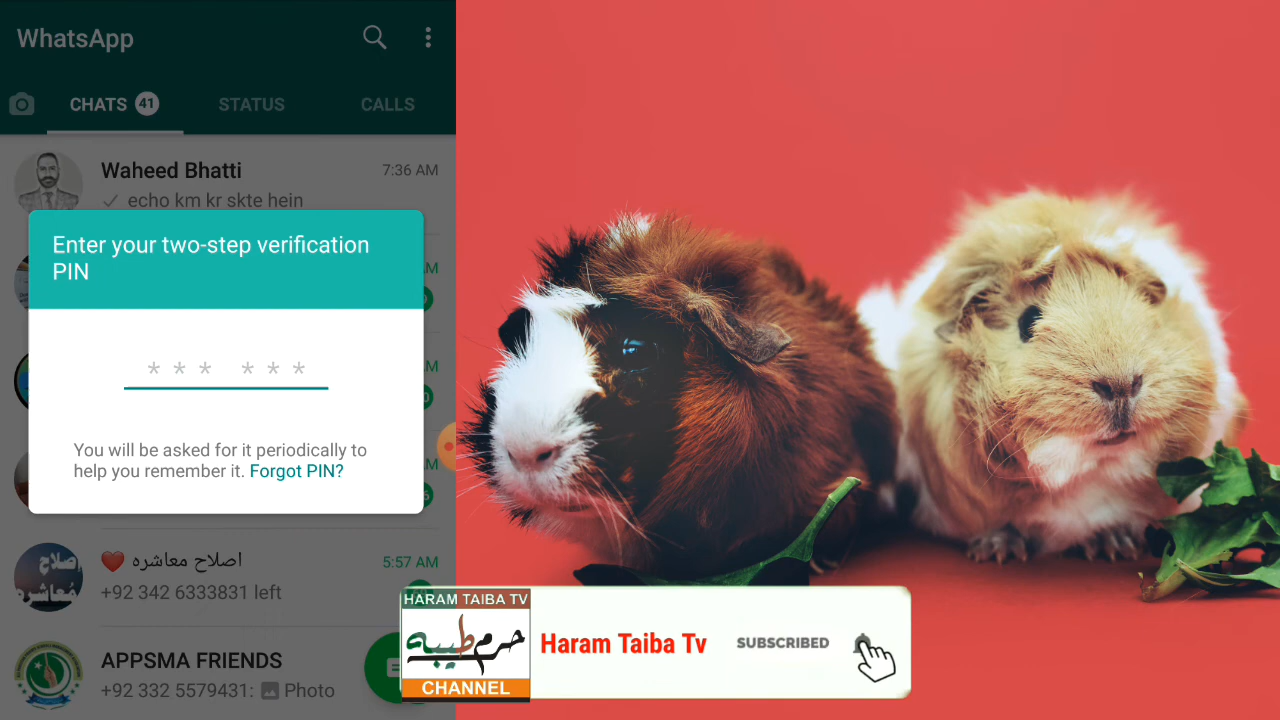 WhatsApp
CHATS 41 STATUS CALLS
Waheed Bhatti 7:36 AM
echo km kr skte hein
Enter your two-step verification
PIN
* * * * * *
You will be asked for it periodically to
help you remember it. Forgot PIN?
اصلاح معاشرہ 5:57 AM
+92 342 6333831 left
APPSMA FRIENDS
+92 332 5579431: Photo
HARAM TAIBA TV
حرم طیبہ
CHANNEL
Haram Taiba Tv SUBSCRIBED